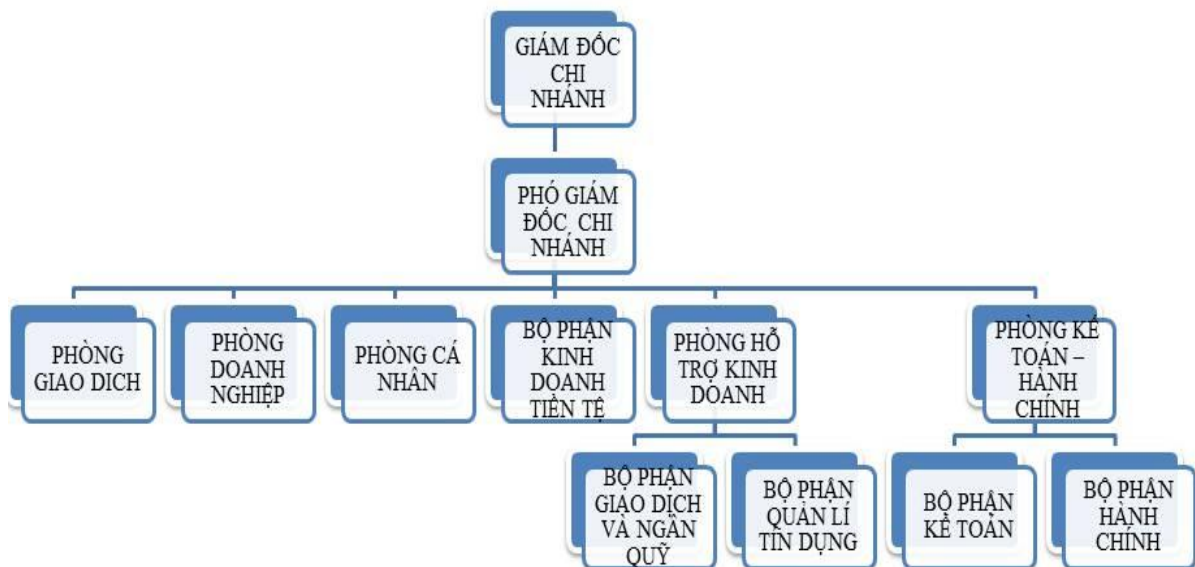 GIÁM ĐỐC
CHI
NHÁNH
PHÓ GIÁM
ĐỐC CHI
NHÁNH
PHÒNG
GIAO DICH
PHÒNG
DOANH
NGHIỆP
PHÒNG CÁ
NHÂN
BỘ PHẬN
KINH
DOANH
TIỀN TỆ
PHÒNG HỖ
TRỢ KINH
DOANH
PHÒNG KẾ
TOÁN –
HÀNH
CHÍNH
BỘ PHẬN
GIAO DỊCH
VÀ NGÂN
QUỸ
BỘ PHẬN
QUẢN LÍ
TÍN DỤNG
BỘ PHẬN
KẾ TOÁN
BỘ PHẬN
HÀNH
CHÍNH